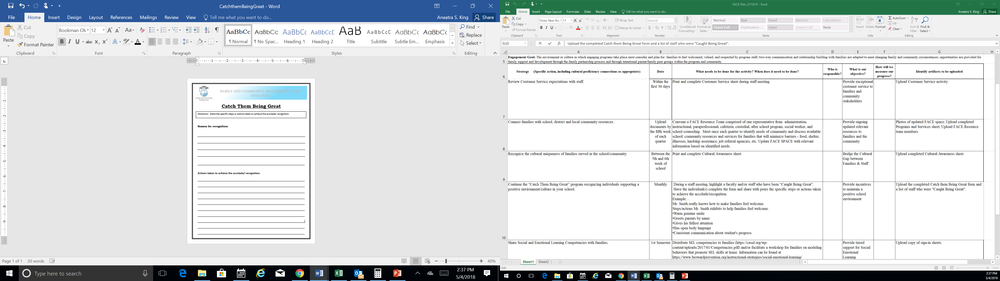 CatchthemBeingGreat - Word
File Home Insert Design Layout References Mailings Review View Tell me what you want to do... Aneatra S. King Share
Paste
Cut
Copy
Format Painter
Clipboard
Bookman Ol 12
Font
Paragraph
AaBbCc AaBbCc AaBbC AaBbCcD AaB AaBbCcD AaBbCc AaBbCc
¶ Normal ¶ No Spac... Heading 1 Heading 2 Title Subtitle Subtle Em... Emphasis
Styles
Find
Replace
Select
Editing
1 2 3 4 5 6 7
Family and Community
Engagement
FAMILY AND COMMUNITY ENGAGEMENT PLAN
2018/2019
Catch Them Being Great
Directions: Share the specific steps or actions taken to achieve the accolade/ recognition.
Reason for recognition:
Actions taken to achieve the accolade/ recognition.
Page 1 of 1 30 words
40%
Type here to search
2:37 PM
5/4/2018
FACE Plan_SY1819 - Excel
File Home Insert Page Layout Formulas Data Review View Tell me what you want to do... Aneatra S. King Share
Paste
Cut
Copy
Format Painter
Clipboard
Times New Ro 11
Font
Wrap Text
Merge & Center
Alignment
General
Number
Conditional Formatting
Format as Table
Normal Bad Good Neutral Calculation
Check Cell Explanatory ... Input Linked Cell Note
Styles
Insert Delete Format
Cells
AutoSum
Fill
Clear
Sort & Filter
Find & Select
Editing
G10 Upload the completed Catch them Being Great form and a list of staff who were "Caught Being Great".
A B C D E F G H
5 Engagement Goal: The environment or culture in which engaging programs take place must consider and plan for: families to feel welcomed, valued, and respected by program staff; two-way communication and relationship building with families are adapted to meet changing family and community circumstances; opportunities are provided for
family support and development through the family partnership process and through intentional parent/family peer groups within the program and community.
6 Strategy (Specific action, including cultural proficiency connections as appropriate)
Date
What needs to be done for the activity? When does it need to be done?
Who is responsible?
What is our objective?
How will we measure our progress?
Identify artifacts to be uploaded
7 Review Customer Service expectations with staff.
Within the
first 30 days
Print and complete Customer Service sheet during staff meeting.
Provide exceptional
customer service to
families and
community
stakeholders
Upload Customer Service activity.
8 Connect families with school, district and local community resources.
Upload
documents by
the fifth week
of each
quarter
Convene a FACE Resource Team comprised of one representative from administration,
instructional, paraprofessional, cafeteria, custodial, after school program, social worker, and
school counseling. Meet once each quarter to identify needs of community and discuss available
school/ community resources and services for families that will minimize barriers - food, shelter,
illnesses, hardship assistance, job referral agencies, etc. Update FACE SPACE with relevant
information based on identified needs.
Provide ongoing
updated relevant
resources to
families and the
community
Photos of updated FACE space; Upload completed
Programs and Services sheet; Upload FACE Resource
team members.
9 Recognize the cultural uniqueness of families served in the school/community.
Between the
5th and 6th
week of
school
Print and complete Cultural Awareness sheet.
Bridge the Cultural
Gap between
Families & Staff
Upload completed Cultural Awareness sheet.
10 Continue the “Catch Them Being Great” program recognizing individuals supporting a
positive environment/culture in your school.
Monthly
During a staff meeting, highlight a faculty and/or staff who have been “Caught Being Great”.
Have the individual(s) complete the form and share with peers the specific steps or actions taken
to achieve the accolade/recognition.
Example…
Mr. Smith really knows how to make families feel welcome.
Steps/actions Mr. Smith exhibits to help families feel welcome.
•Warm genuine smile
•Greets parents by name
•Gives his fullest attention
•Has open body language
•Consistent communication about student's progress
Provide incentives
to maintain a
positive school
environment
Upload the completed Catch them Being Great form and
a list of staff who were "Caught Being Great".
Share Social and Emotional Learning Competencies with families.
1st Semester
Distribute SEL competencies to families (https://casel.org/wp-
content/uploads/2017/01/Competencies.pdf) and/or facilitate a workshop for families on modeling
behaviors that promote SEL skills at home. Information can be found at
https://www.browardprevention.org/instructional-strategies/social-emotional-learning/
Provide tiered
support for Social
Emotional
Learning
Upload copy of sign-in sheets.
Sheet1 Sheet2
Edit
100%
2:37 PM
5/4/2018